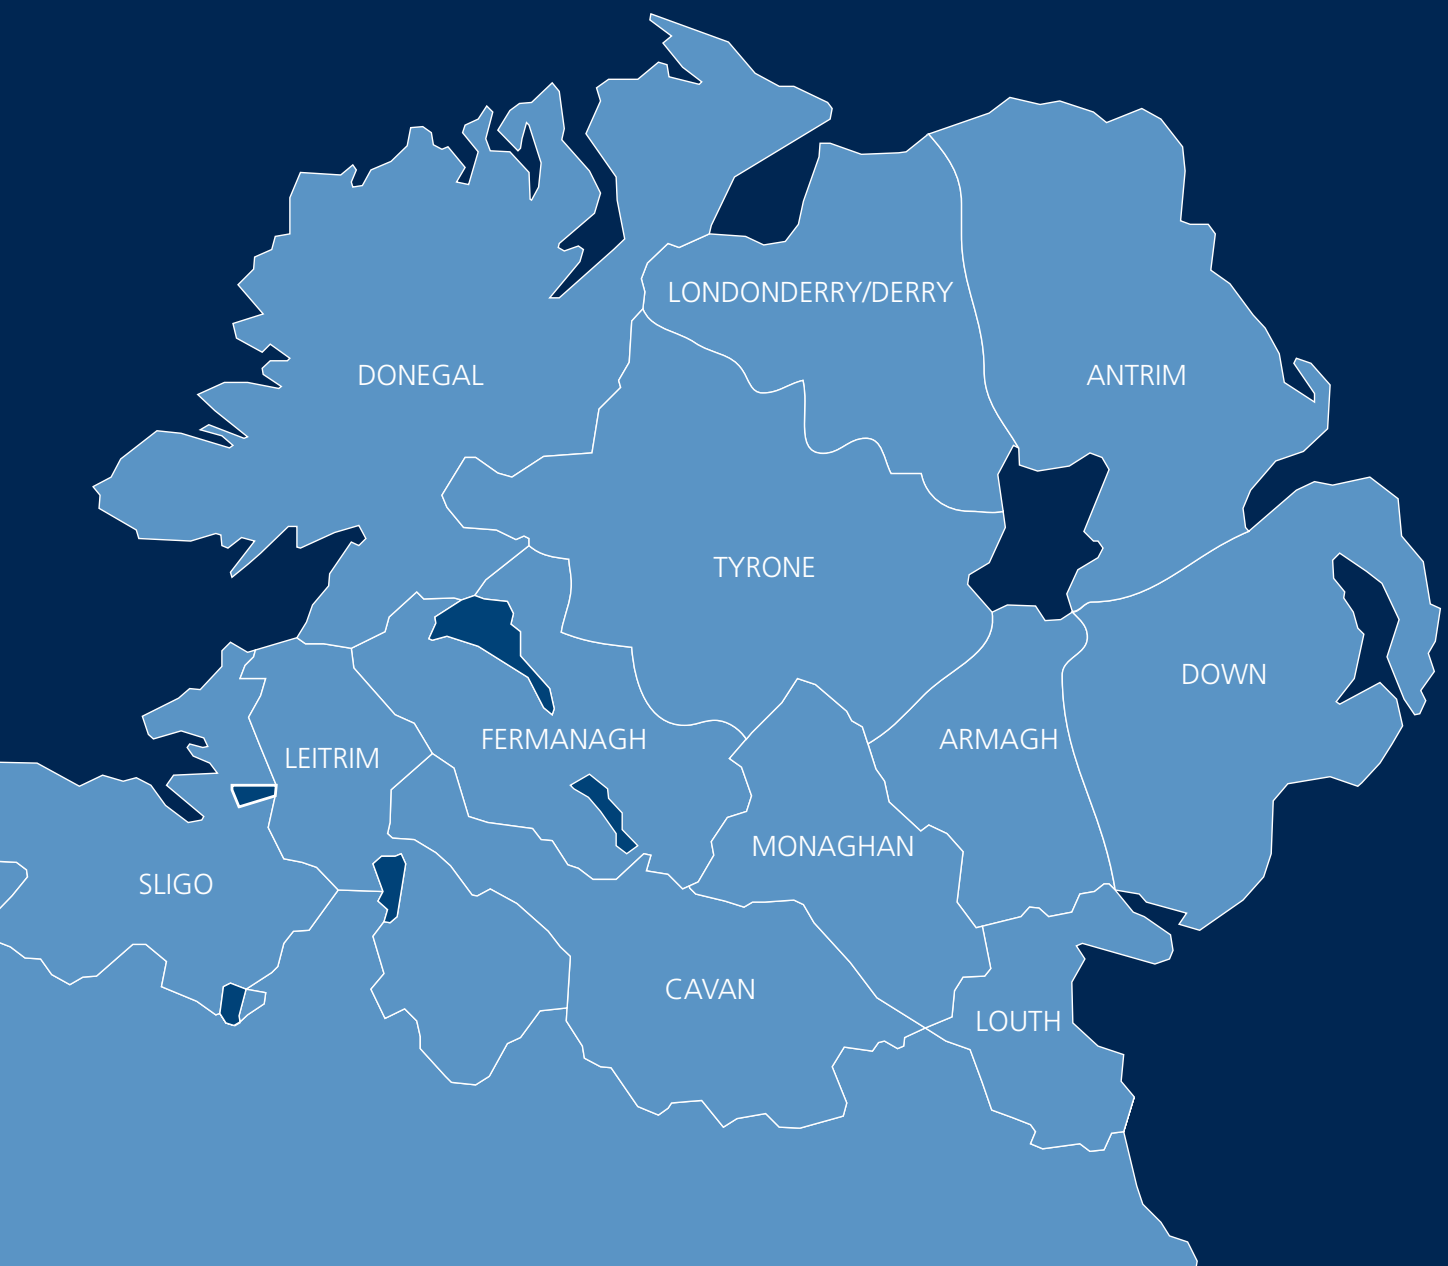 LONDONDERRY/DERRY
DONEGAL
ANTRIM
TYRONE
DOWN
FERMANAGH
ARMAGH
LEITRIM
MONAGHAN
SLIGO
CAVAN
LOUTH